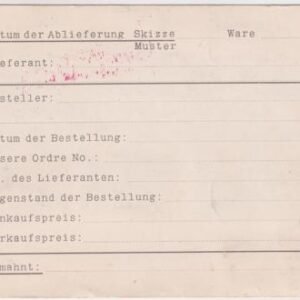 tum der Ablieferung Skizze Ware
Muster
eferant:
steller:
tum der Bestellung:
sere Ordre No.:
. des Lieferanten:
genstand der Bestellung:
nkaufspreis:
rkaufspreis:
mahnt: